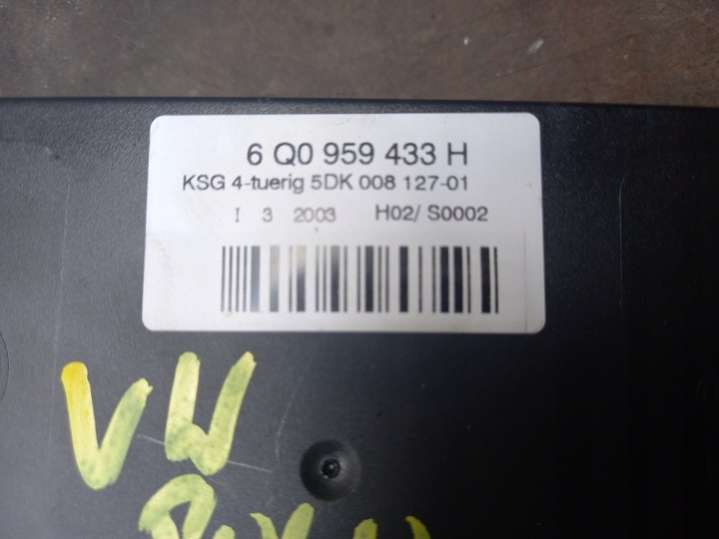 6 Q0 959 433 H
KSG 4-tuerig 5DK 008 127-01
I 3 2003 H02/ S0002
VW